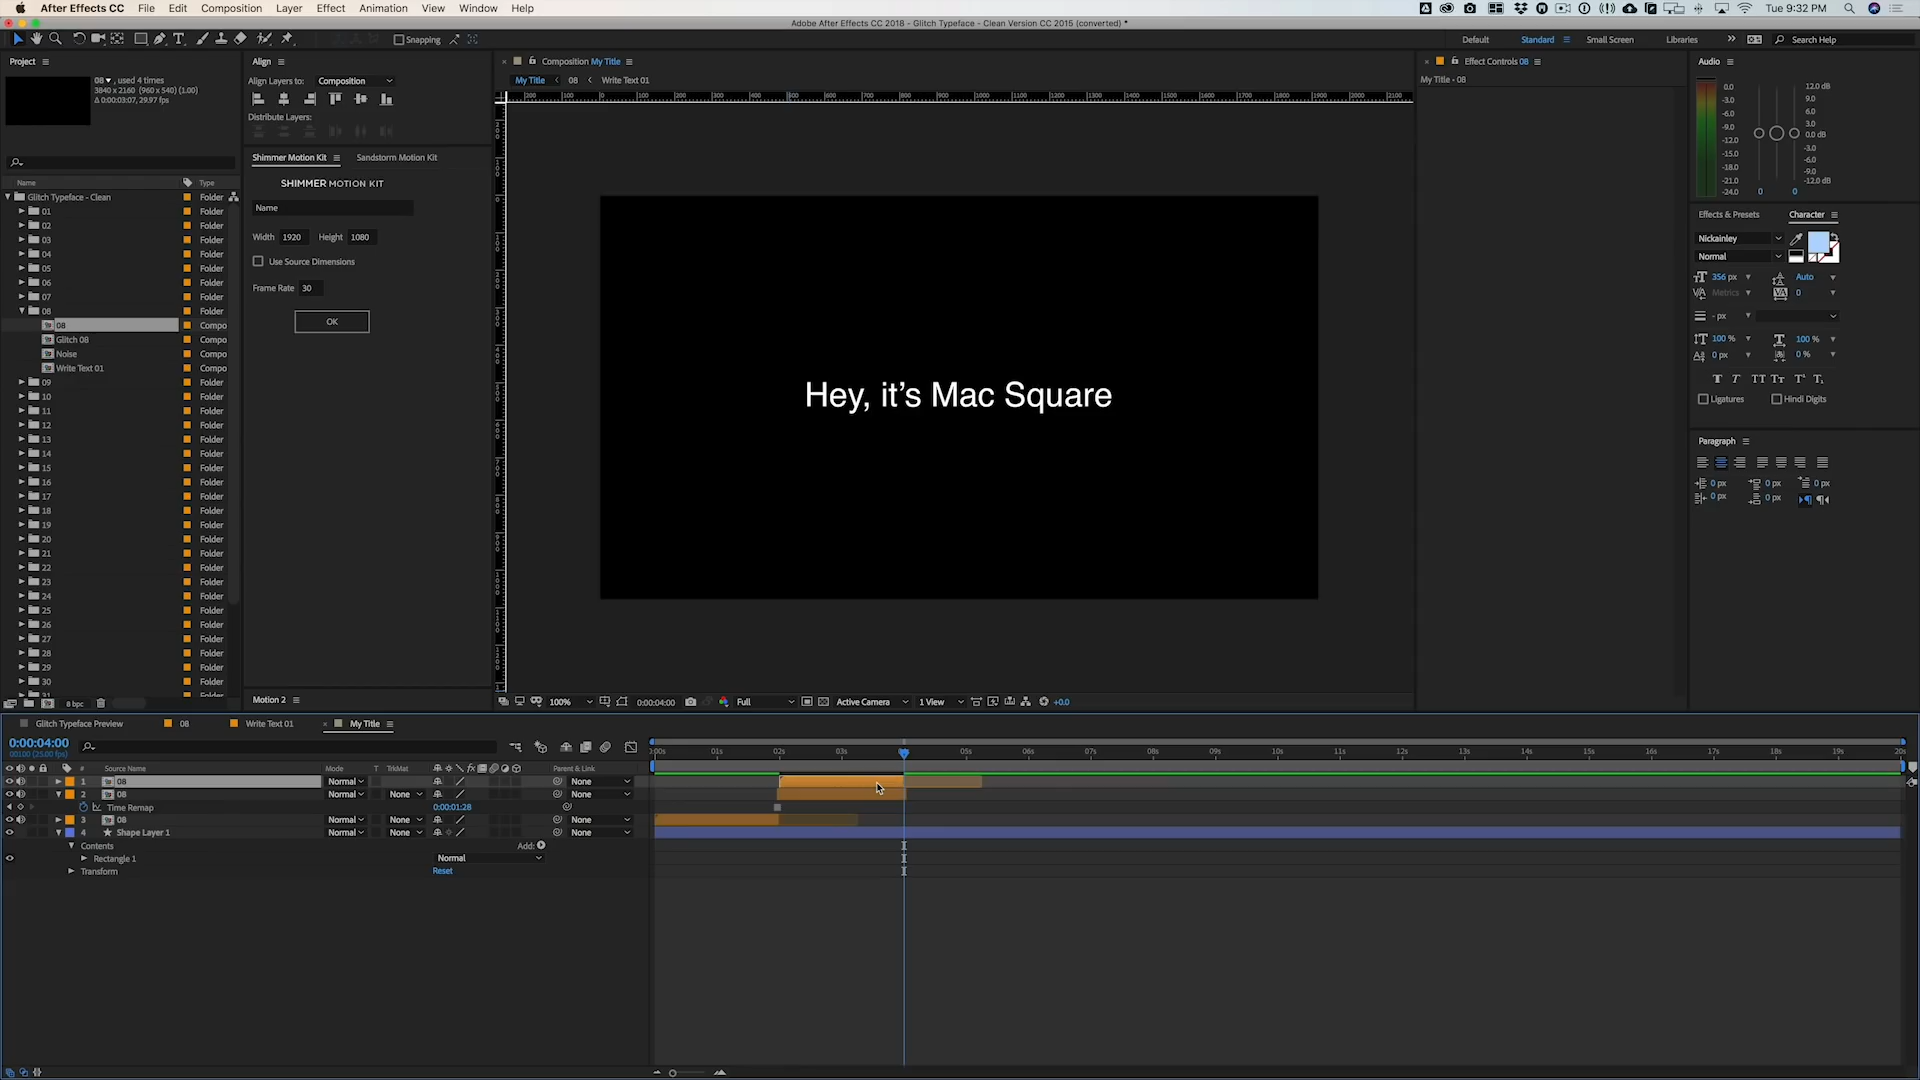 After Effects CC File Edit Composition Layer Effect Animation View Window Help Tue 9:32 PM
Adobe After Effects CC 2018 - Glitch Typeface - Clean Version CC 2015 (converted) *
Snapping Default Standard Small Screen Libraries Search Help
Project
08, used 4 times
3840 x 2160 (960 x 540) (1.00)
Δ 0:00:03:07, 29.97 fps
Name Type
Glitch Typeface - Clean Folder
01 Folder
02 Folder
03 Folder
04 Folder
05 Folder
06 Folder
07 Folder
08 Folder
08 Compo
Glitch 08 Compo
Noise Compo
Write Text 01 Compo
09 Folder
10 Folder
11 Folder
12 Folder
13 Folder
14 Folder
15 Folder
16 Folder
17 Folder
18 Folder
19 Folder
20 Folder
21 Folder
22 Folder
23 Folder
24 Folder
25 Folder
26 Folder
27 Folder
28 Folder
29 Folder
30 Folder
31 Folder
8 bpc
Align
Align Layers to: Composition
Distribute Layers:
Shimmer Motion Kit Sandstorm Motion Kit
SHIMMER MOTION KIT
Name
Width 1920 Height 1080
Use Source Dimensions
Frame Rate 30
OK
Motion 2
Composition My Title
My Title 08 Write Text 01
Hey, it’s Mac Square
100% 0:00:04:00 Full Active Camera 1 View +0.0
Effect Controls 08
My Title • 08
Audio
0.0 12.0 dB
-3.0 9.0
-6.0 6.0
-9.0 3.0
-12.0 0.0 dB
-15.0 -3.0
-18.0 -6.0
-21.0 -9.0
-24.0 -12.0 dB
0 0
Effects & Presets Character
Nickainley
Normal
356 px Auto
Metrics 0
- px
100 % 100 %
0 px 0 %
T T TT Tr T¹ T₁
Ligatures Hindi Digits
Paragraph
0 px 0 px 0 px
0 px 0 px
Glitch Typeface Preview 08 Write Text 01 My Title
0:00:04:00
00100 (25.00 fps)
:00s 01s 02s 03s 05s 06s 07s 08s 09s 10s 11s 12s 13s 14s 15s 16s 17s 18s 19s 20s
# Source Name Mode T TrkMat Parent & Link
1 08 Normal None
2 08 Normal None None
Time Remap 0:00:01:28
3 08 Normal None None
4 Shape Layer 1 Normal None None
Contents Add:
Rectangle 1 Normal
Transform Reset